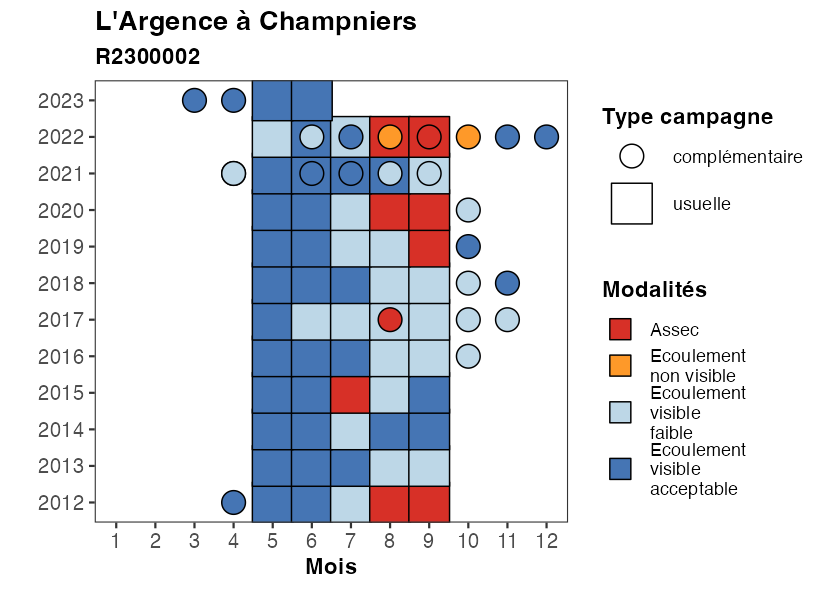 L'Argence à Champniers
R2300002
2023
2022
2021
2020
2019
2018
2017
2016
2015
2014
2013
2012
1 2 3 4 5 6 7 8 9 10 11 12
Mois
Type campagne
complémentaire
usuelle
Modalités
Assec
Ecoulement
non visible
Ecoulement
visible
faible
Ecoulement
visible
acceptable